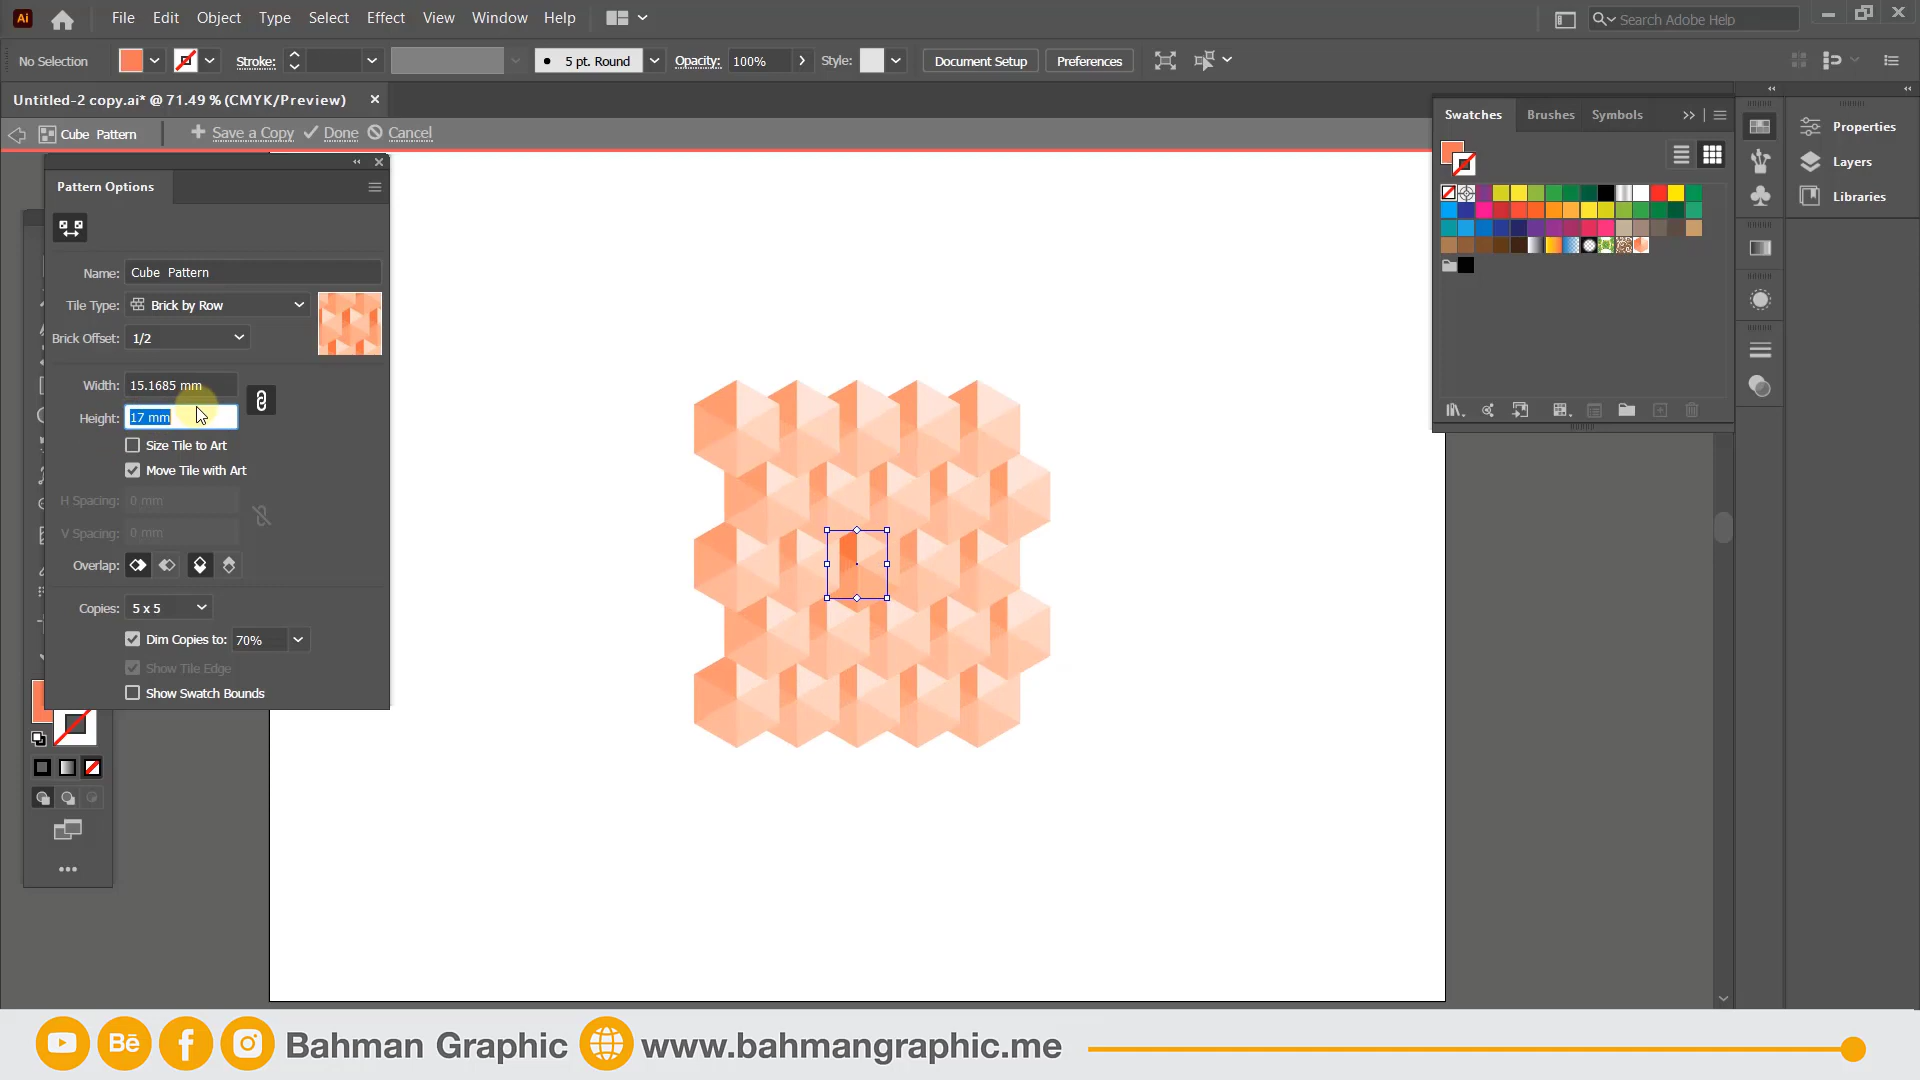 Ai File Edit Object Type Select Effect View Window Help Search Adobe Help
No Selection Stroke: 5 pt. Round Opacity: 100% Style: Document Setup Preferences
Untitled-2 copy.ai* @ 71.49 % (CMYK/Preview)
Cube Pattern Save a Copy Done Cancel
Pattern Options
Name: Cube Pattern
Tile Type: Brick by Row
Brick Offset: 1/2
Width: 15.1685 mm
Height: 17 mm
Size Tile to Art
Move Tile with Art
H Spacing: 0 mm
V Spacing: 0 mm
Overlap:
Copies: 5 x 5
Dim Copies to: 70%
Show Tile Edge
Show Swatch Bounds
Swatches Brushes Symbols
Properties
Layers
Libraries
Bē f Bahman Graphic www.bahmangraphic.me